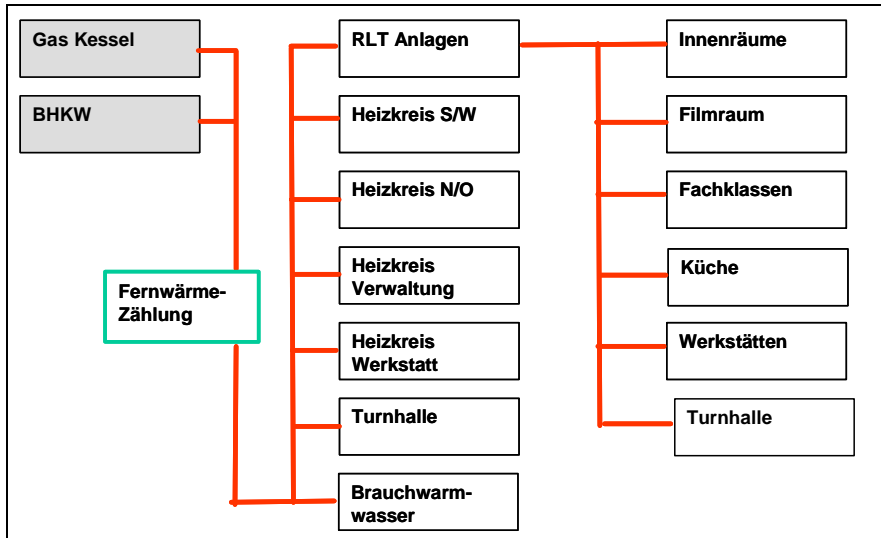 Gas Kessel
BHKW
Fernwärme-
Zählung
RLT Anlagen
Heizkreis S/W
Heizkreis N/O
Heizkreis
Verwaltung
Heizkreis
Werkstatt
Turnhalle
Brauchwarm-
wasser
Innenräume
Filmraum
Fachklassen
Küche
Werkstätten
Turnhalle